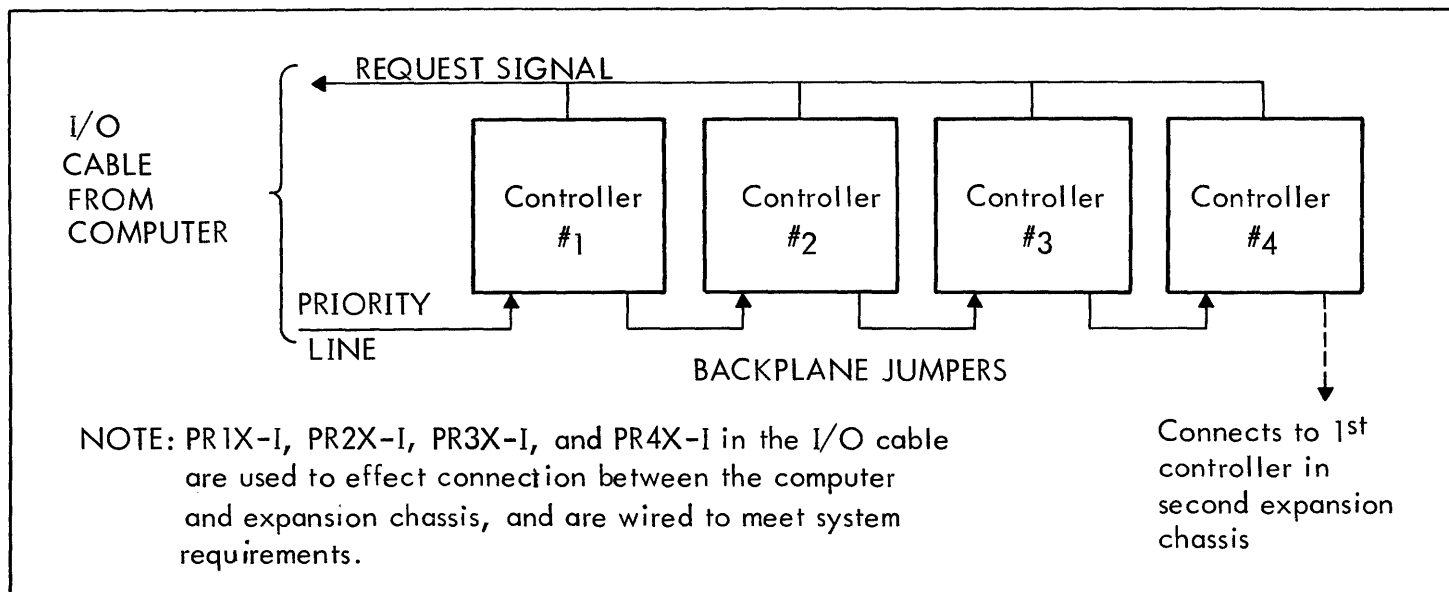 REQUEST SIGNAL
I/O
CABLE
FROM
COMPUTER
Controller
#1
Controller
#2
Controller
#3
Controller
#4
PRIORITY
LINE
BACKPLANE JUMPERS
NOTE: PR1X-I, PR2X-I, PR3X-I, and PR4X-I in the I/O cable
are used to effect connection between the computer
and expansion chassis, and are wired to meet system
requirements.
Connects to 1st
controller in
second expansion
chassis